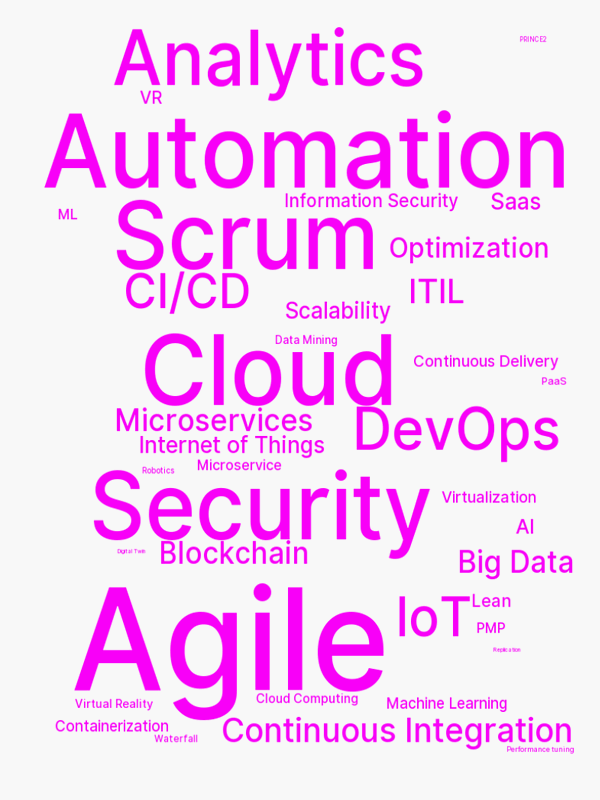 Analytics
PRINCE2
VR
Automation
Information Security
Saas
ML
Scrum
Optimization
CI/CD
ITIL
Scalability
Data Mining
Cloud
Continuous Delivery
PaaS
Microservices
DevOps
Internet of Things
Microservice
Robotics
Security
Virtualization
AI
Digital Twin
Blockchain
Big Data
Agile
IoT
Lean
PMP
Replication
Cloud Computing
Virtual Reality
Machine Learning
Containerization
Continuous Integration
Waterfall
Performance tuning